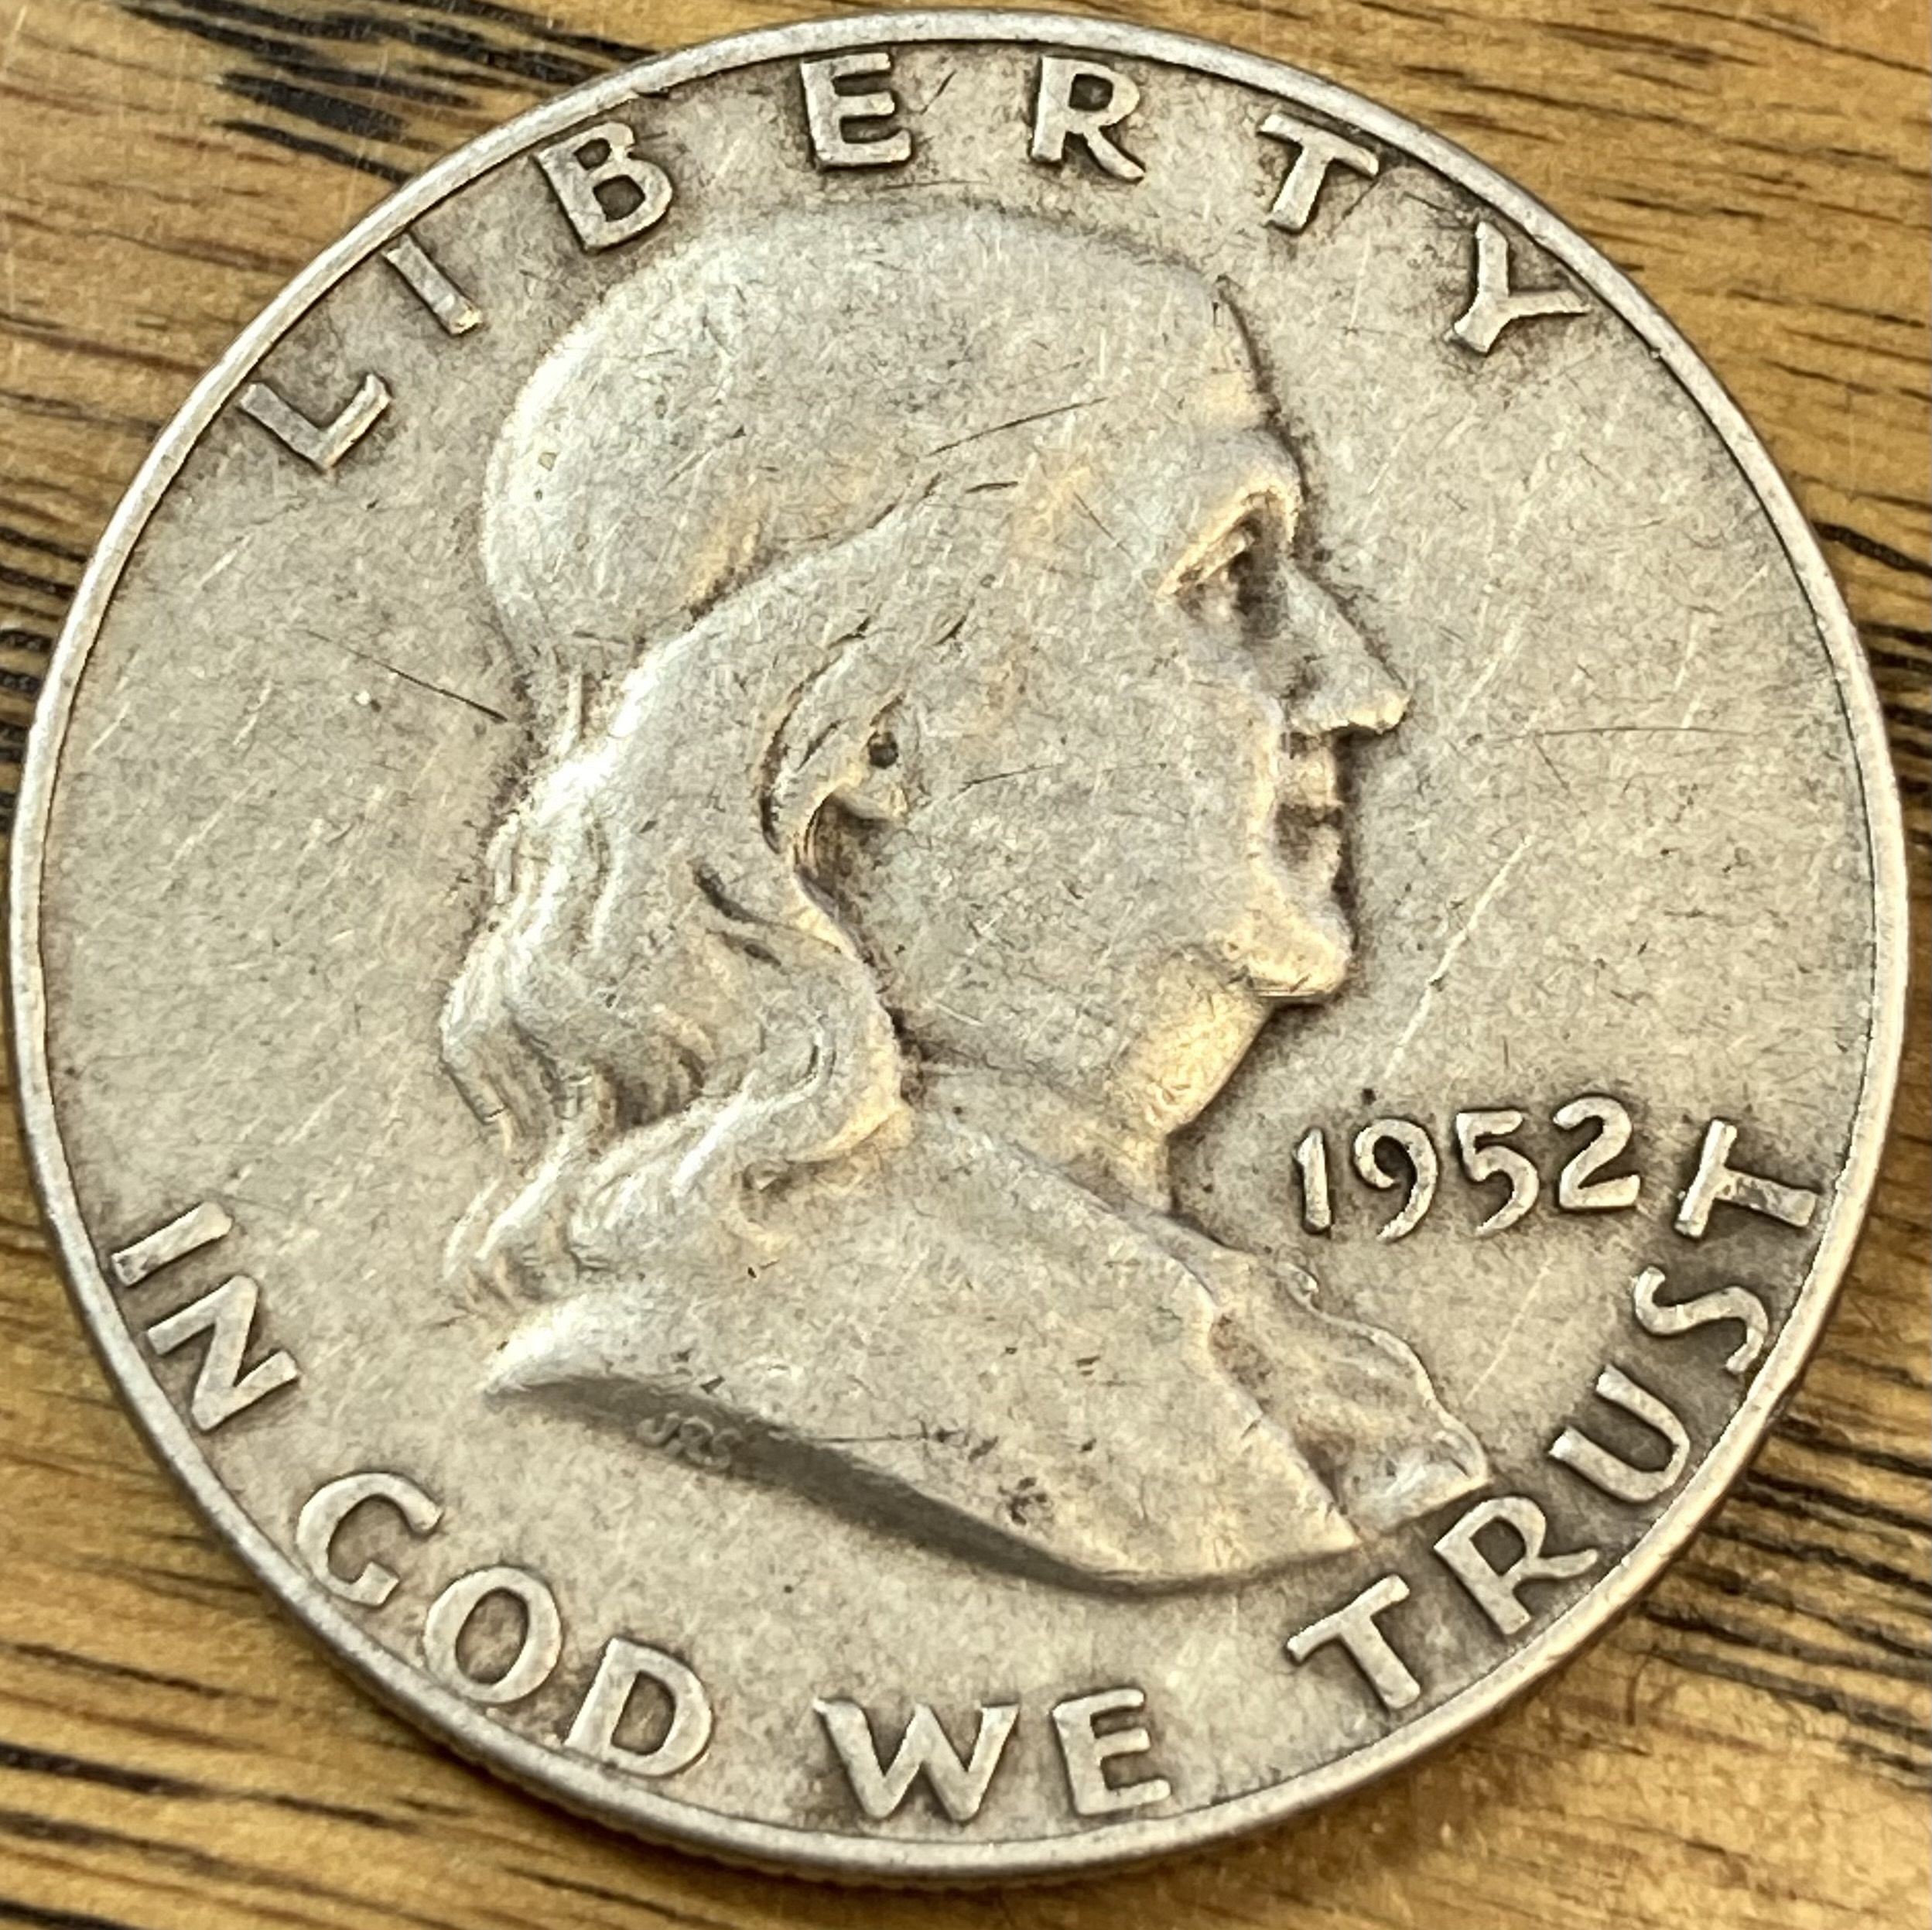 LIBERTY
1952
IN GOD WE TRUST
JRS